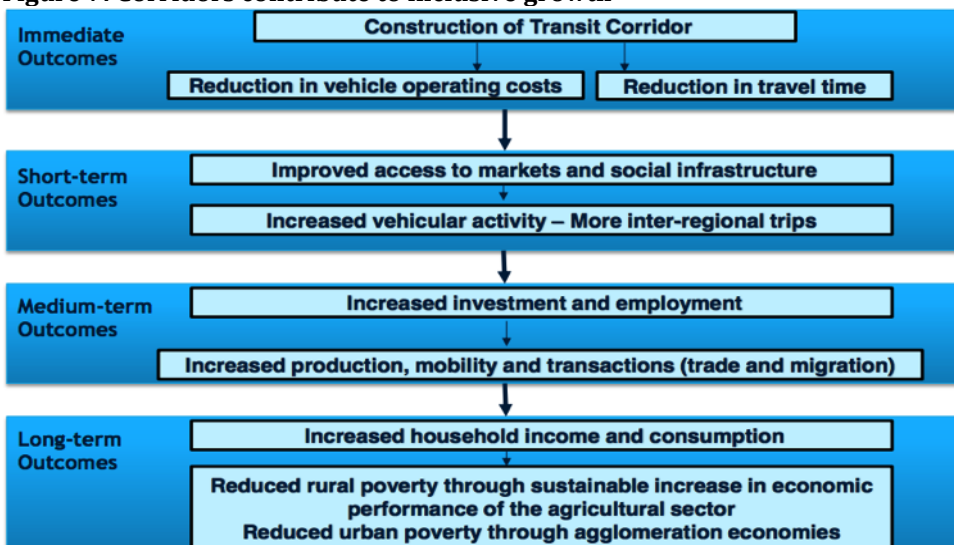 Construction of Transit Corridor
Immediate
Outcomes
Reduction in vehicle operating costs
Reduction in travel time
Short-term
Outcomes
Improved access to markets and social infrastructure
Increased vehicular activity – More inter-regional trips
Medium-term
Outcomes
Increased investment and employment
Increased production, mobility and transactions (trade and migration)
Long-term
Outcomes
Increased household income and consumption
Reduced rural poverty through sustainable increase in economic
performance of the agricultural sector
Reduced urban poverty through agglomeration economies